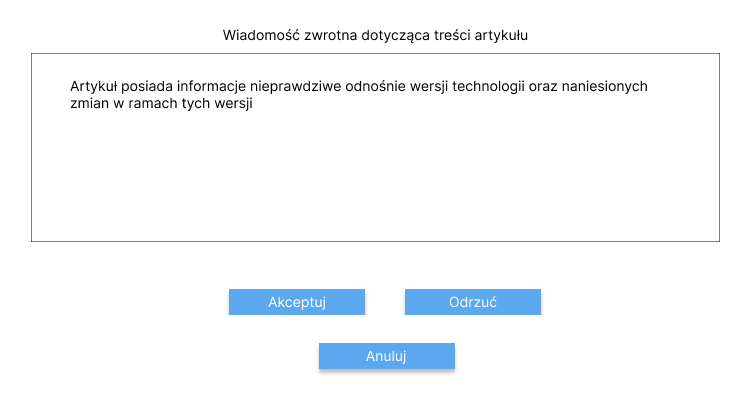 Wiadomość zwrotna dotycząca treści artykułu
Artykuł posiada informacje nieprawdziwe odnośnie wersji technologii oraz naniesionych
zmian w ramach tych wersji
Akceptuj
Odrzuć
Anuluj